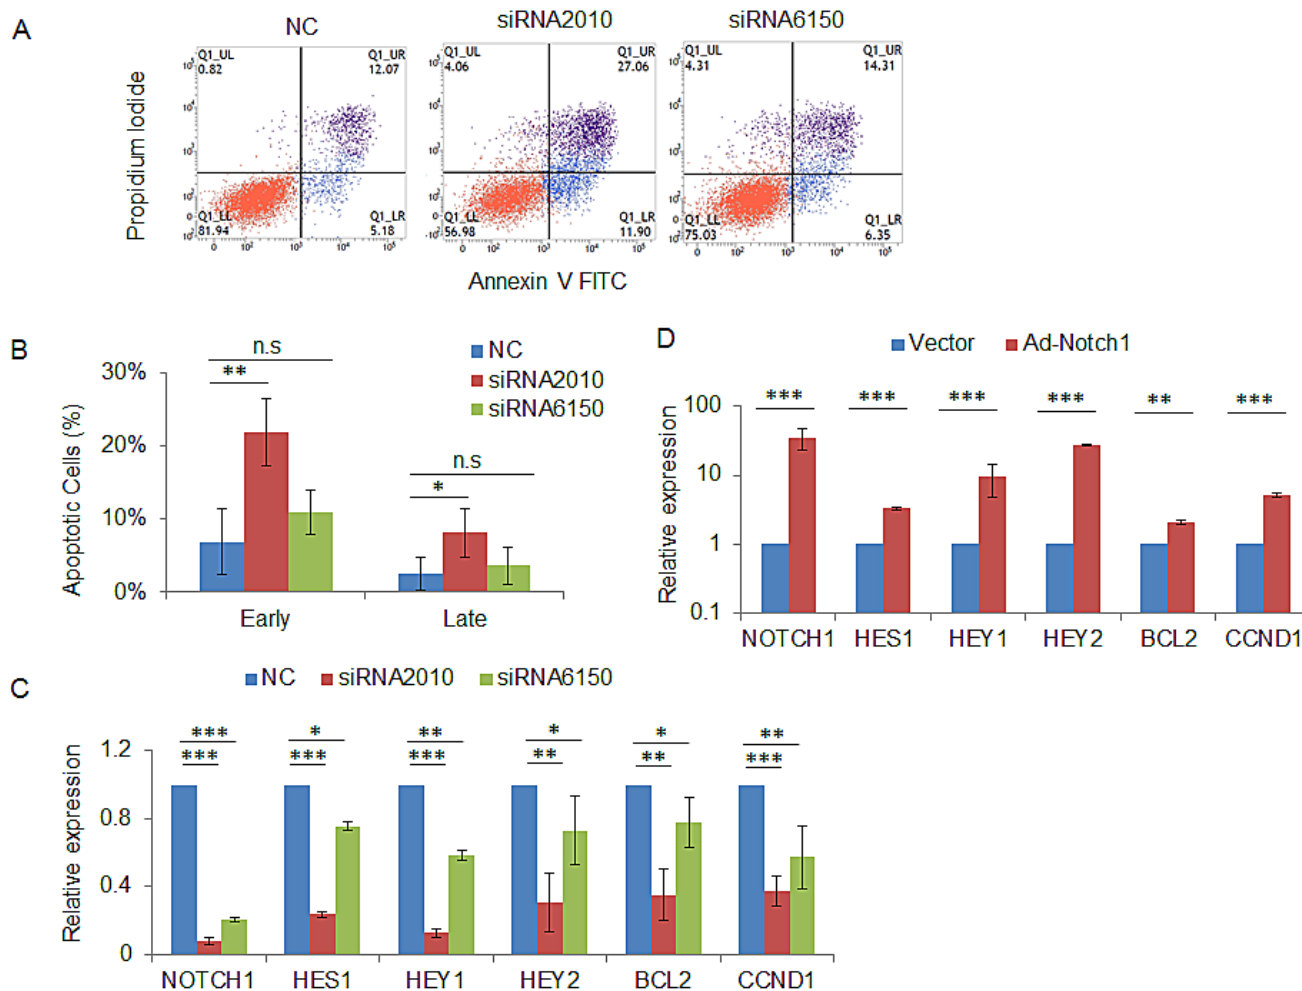 A
NC
siRNA2010
siRNA6150
Propidium Iodide
Q1_UL
0.82
Q1_UR
12.07
Q1_LL
81.94
Q1_LR
5.18
Q1_UL
4.06
Q1_UR
27.06
Q1_LL
56.98
Q1_LR
11.90
Q1_UL
4.31
Q1_UR
14.31
Q1_LL
75.03
Q1_LR
6.35
Annexin V FITC
B
Apoptotic Cells (%)
30%
20%
10%
0%
n.s
**
n.s
*
NC
siRNA2010
siRNA6150
Early
Late
D
Vector
Ad-Notch1
Relative expression
100
10
1
0.1
***
***
***
***
**
***
NOTCH1
HES1
HEY1
HEY2
BCL2
CCND1
C
NC
siRNA2010
siRNA6150
Relative expression
1.2
0.8
0.4
0
***
***
*
***
**
***
*
**
*
**
**
***
NOTCH1
HES1
HEY1
HEY2
BCL2
CCND1